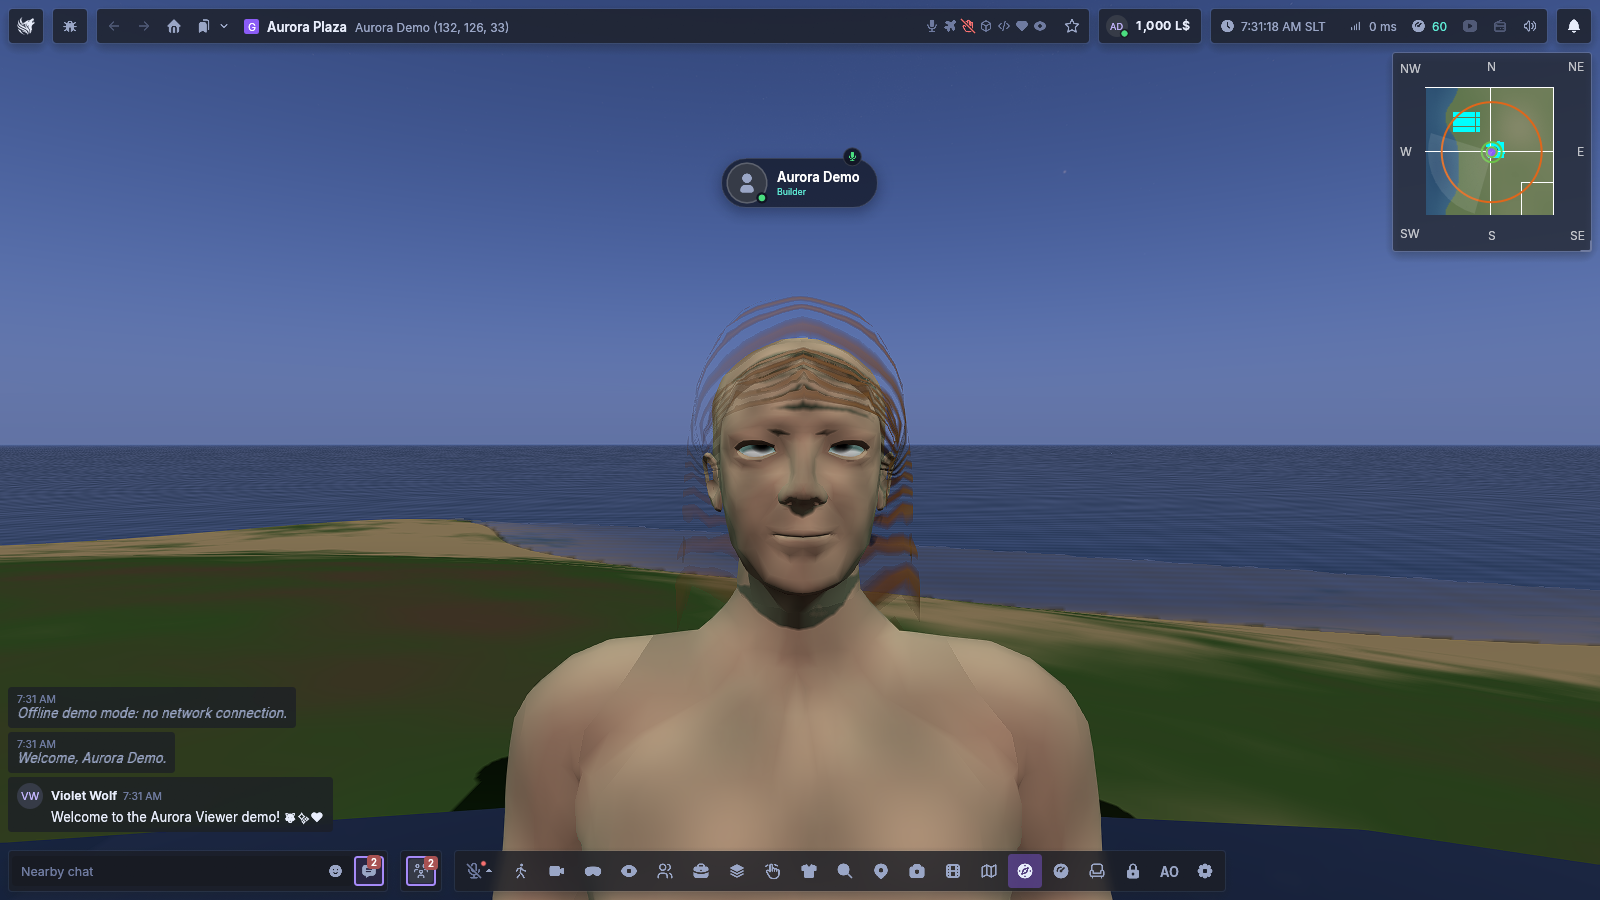 G Aurora Plaza Aurora Demo (132, 126, 33)
AD 1,000 L$
7:31:18 AM SLT 0 ms 60
NW N NE
W E
SW S SE
Aurora Demo
Builder
7:31 AM
Offline demo mode: no network connection.
7:31 AM
Welcome, Aurora Demo.
VW Violet Wolf 7:31 AM
Welcome to the Aurora Viewer demo!
Nearby chat 2 2 AO